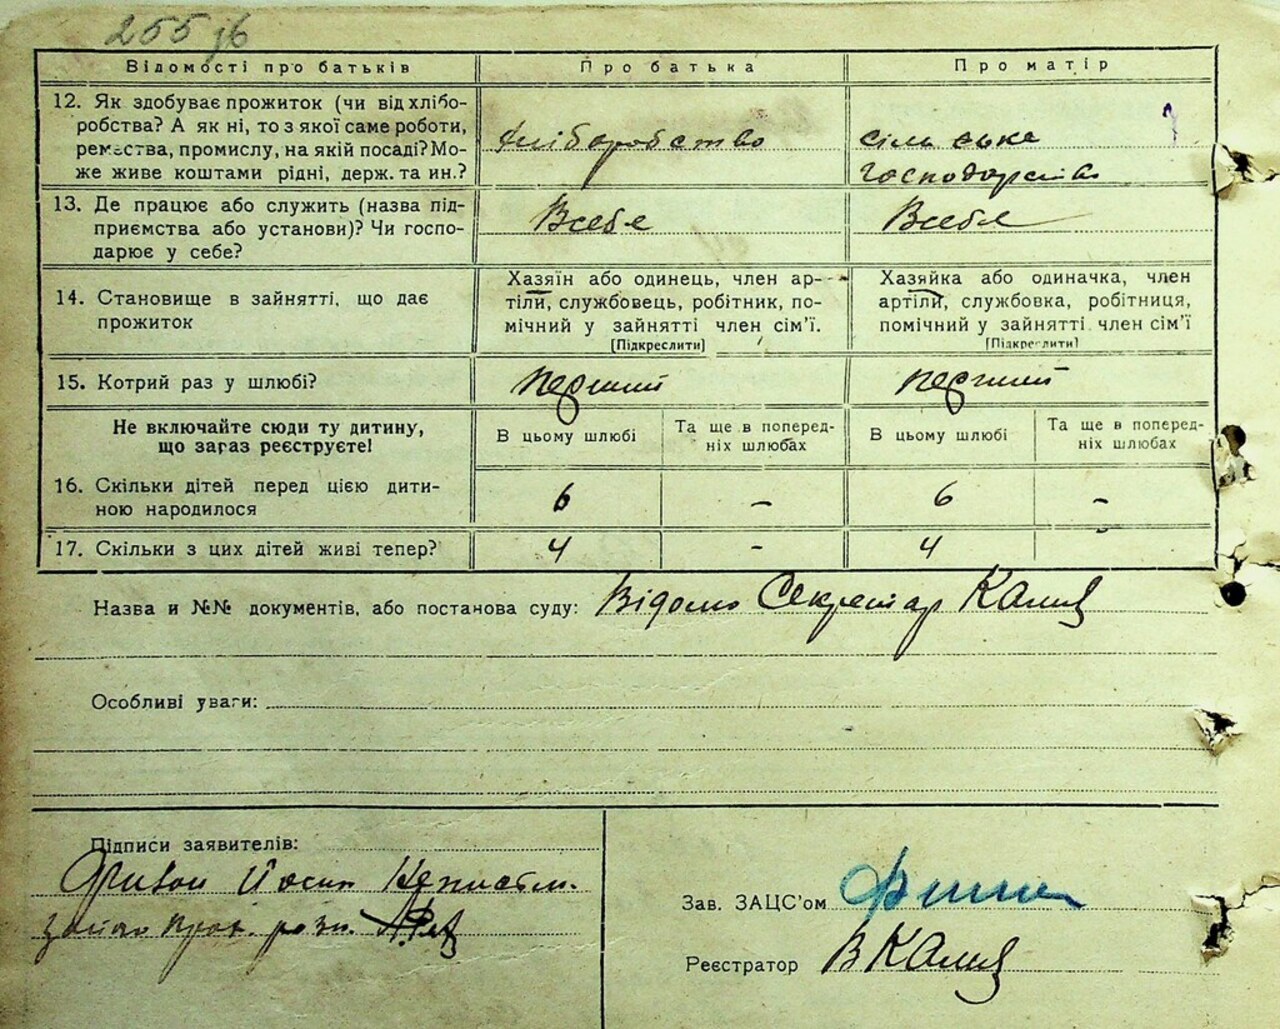 255 зб
Відомості про батьків
Про батька
Про матір
12. Як здобуває прожиток (чи від хлібо-
робства? А як ні, то з якої саме роботи,
ремества, промислу, на якій посаді? Мо-
же живе коштами рідні, держ. та ин.?
хліборобство
сільське
господарство
13. Де працює або служить (назва під-
приємства або установи)? Чи госпо-
дарює у себе?
Всебе
Всебе
14. Становище в зайнятті, що дає
прожиток
Хазяїн або одинець, член ар-
тіли, службовець, робітник, по-
мічний у зайнятті член сім'ї.
[Підкреслити]
Хазяйка або одиначка, член
артіли, службовка, робітниця,
помічний у зайнятті член сім'ї
[Підкреслити]
15. Котрий раз у шлюбі?
перший
перший
Не включайте сюди ту дитину,
що зараз реєструєте!
В цьому шлюбі
Та ще в поперед-
ніх шлюбах
В цьому шлюбі
Та ще в поперед-
ніх шлюбах
16. Скільки дітей перед цією дити-
ною народилося
6
–
6
–
17. Скільки з цих дітей живі тепер?
4
-
4
Назва и №№ документів, або постанова суду: Відомо Секретар
Особливі уваги:
Підписи заявителів:
Йосип
Зав. ЗАЦС'ом
Реєстратор